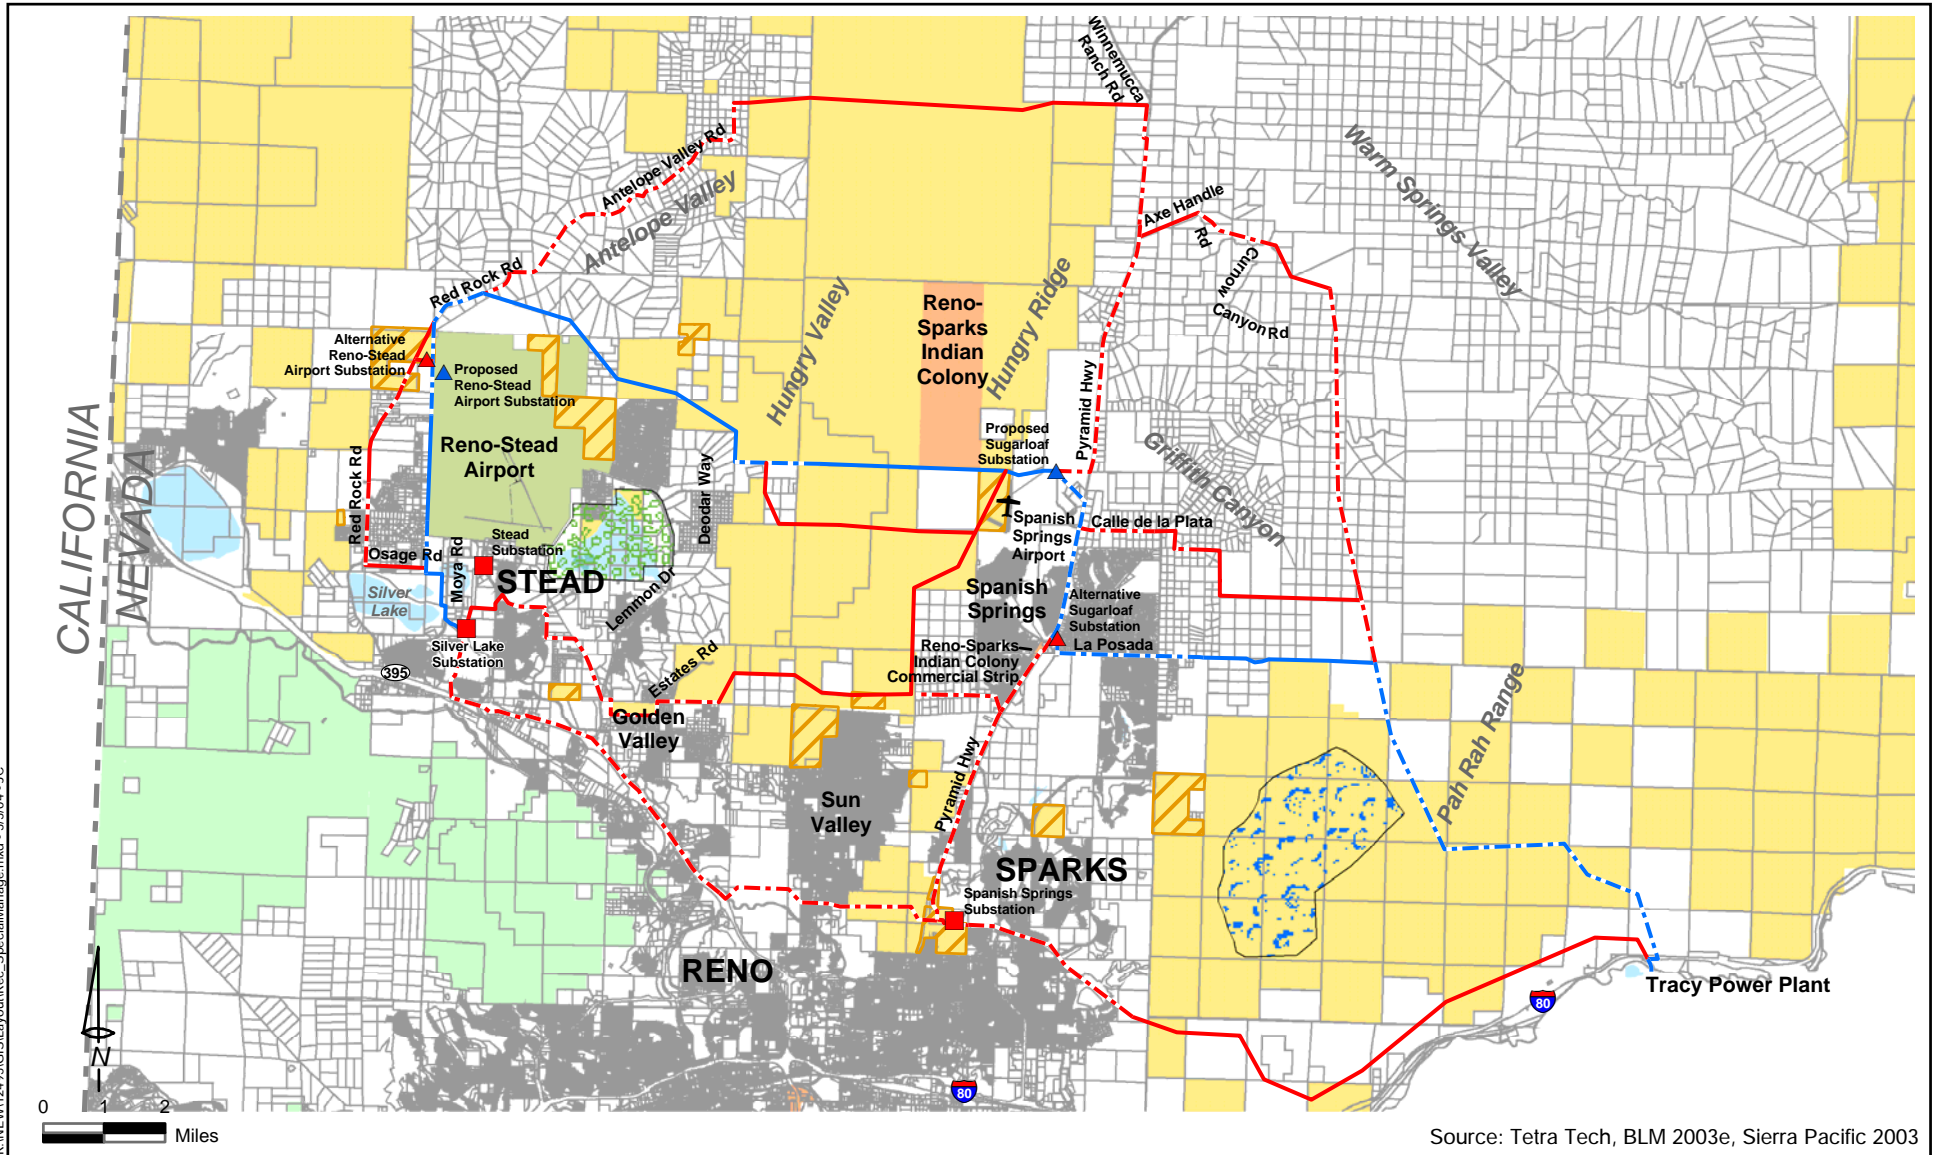 Winnemucca
Ranch Rd
Antelope Valley Rd
Antelope Valley
Warm Springs Valley
Axe Handle
Rd
Curnow
Canyon Rd
Red Rock Rd
Hungry Valley
Reno-
Sparks
Indian
Colony
Hungry Ridge
Alternative
Reno-Stead
Airport Substation
Proposed
Reno-Stead
Airport Substation
Pyramid Hwy
CALIFORNIA
NEVADA
Reno-Stead
Airport
Proposed
Sugarloaf
Substation
Griffith Canyon
Red Rock Rd
Deodar Way
Spanish
Springs
Airport
Calle de la Plata
Stead
Substation
Osage Rd
Moya Rd
STEAD
Silver
Lake
Lemmon Dr
Spanish
Springs
Alternative
Sugarloaf
Substation
La Posada
Silver Lake
Substation
Reno-Sparks
Indian Colony
Commercial Strip
395
Estates Rd
Golden
Valley
Pah Rah Range
Sun
Valley
Pyramid Hwy
SPARKS
Spanish Springs
Substation
RENO
Tracy Power Plant
80
80
N
0 1 2
Miles
Source: Tetra Tech, BLM 2003e, Sierra Pacific 2003